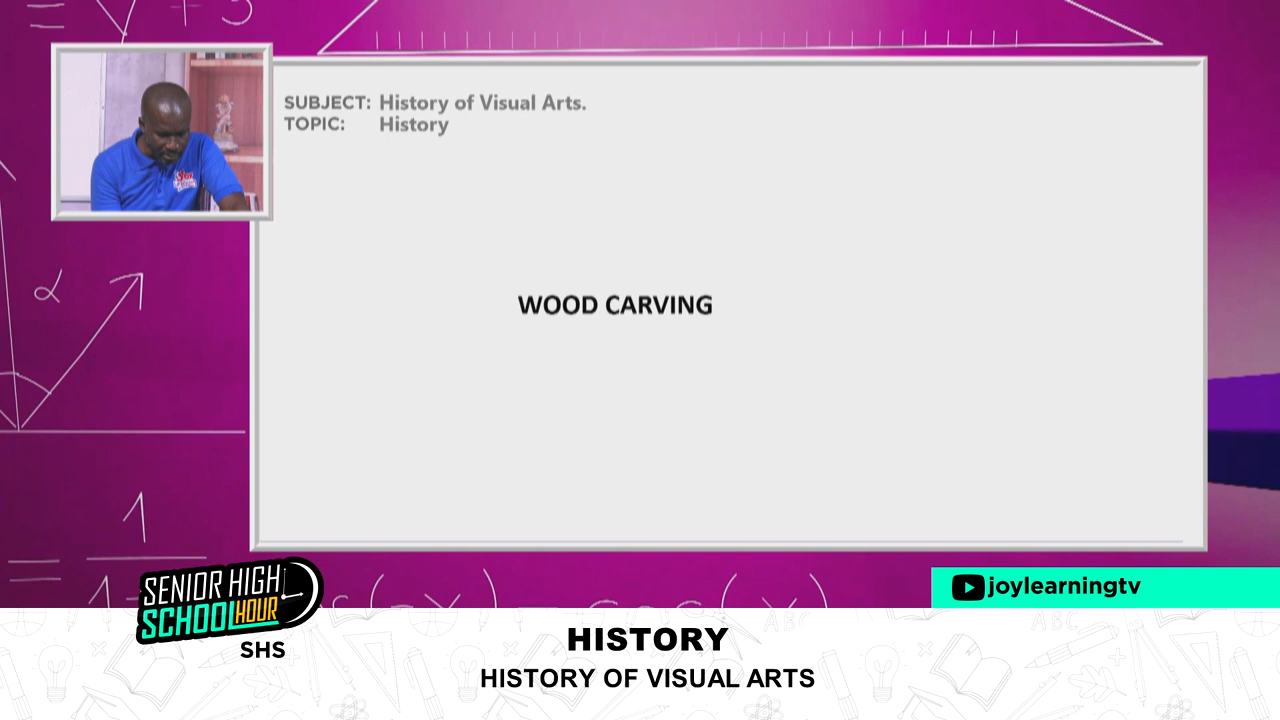 SUBJECT: History of Visual Arts.
TOPIC: History
WOOD CARVING
α
SENIOR HIGH
SCHOOL HOUR
SHS
joylearningtv
HISTORY
HISTORY OF VISUAL ARTS